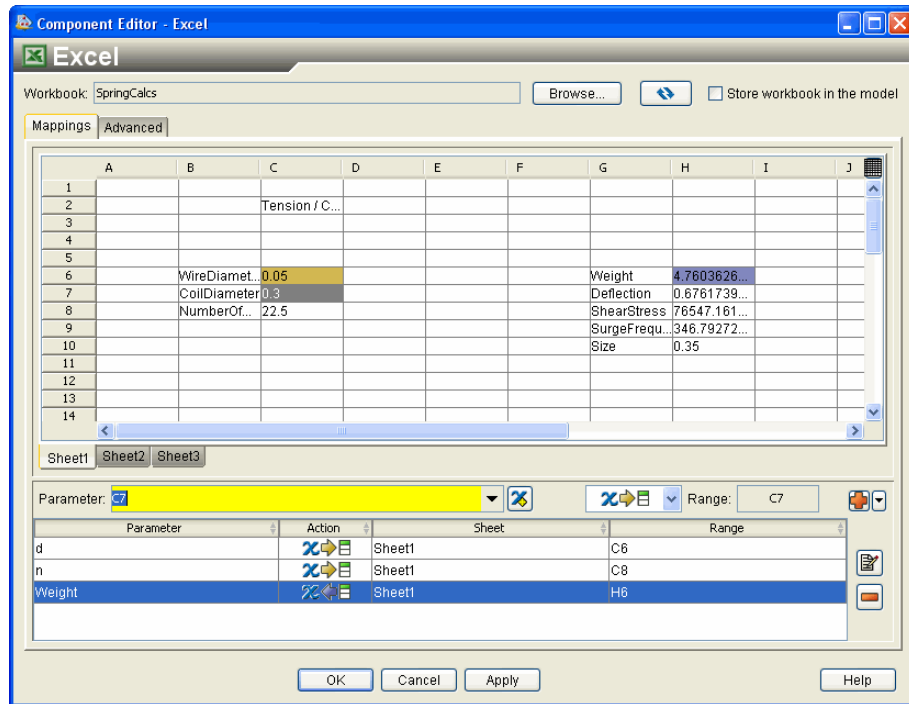 Component Editor - Excel
Excel
Workbook: SpringCalcs Browse... Store workbook in the model
Mappings Advanced
A B C D E F G H I J
1
2 Tension / C...
3
4
5
6 WireDiamet... 0.05 Weight 4.7603626...
7 CoilDiameter 0.3 Deflection 0.6761739...
8 NumberOf... 22.5 ShearStress 76547.161...
9 SurgeFrequ... 346.79272...
10 Size 0.35
11
12
13
14
Sheet1 Sheet2 Sheet3
Parameter: C7 Range: C7
Parameter Action Sheet Range
d Sheet1 C6
n Sheet1 C8
Weight Sheet1 H6
OK Cancel Apply Help